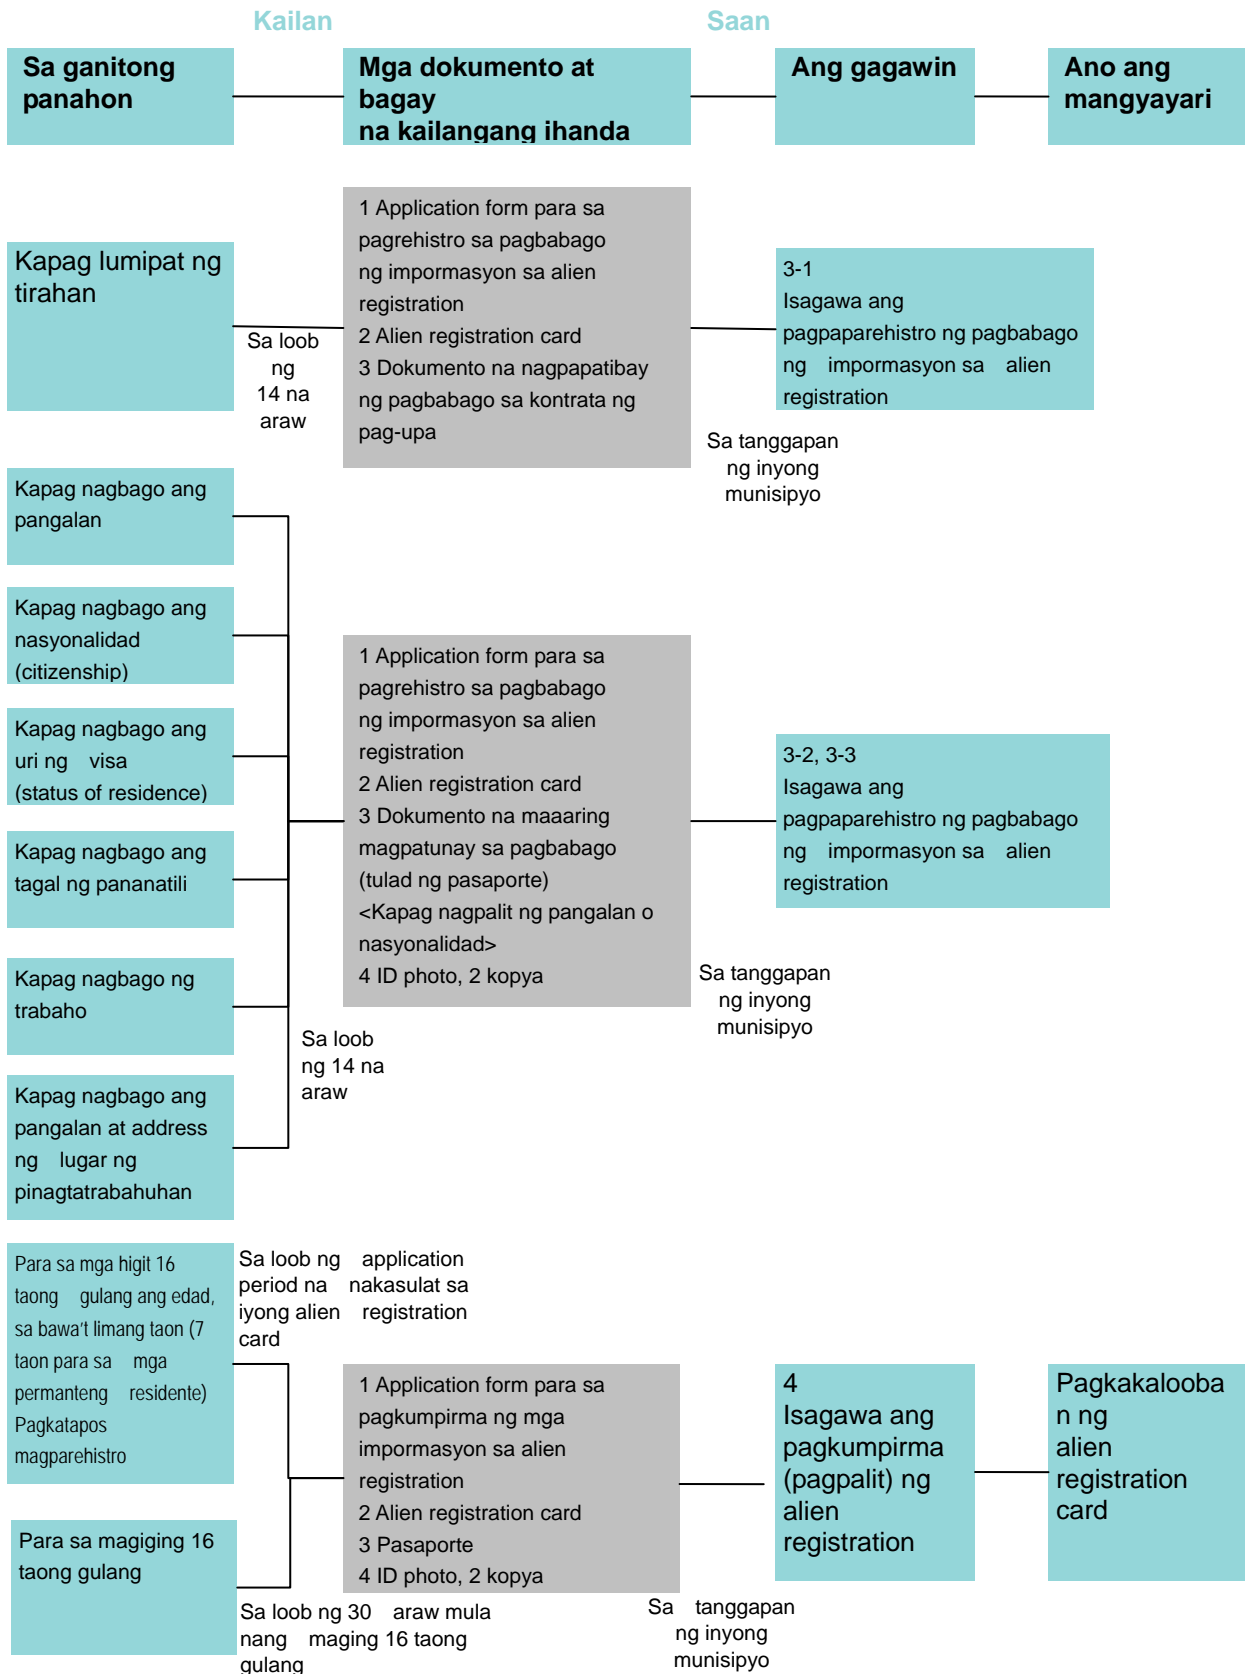 Kailan
Saan
Sa ganitong
panahon
Mga dokumento at
bagay
na kailangang ihanda
Ang gagawin
Ano ang
mangyayari
Kapag lumipat ng
tirahan
Sa loob
ng
14 na
araw
1 Application form para sa
pagrehistro sa pagbabago
ng impormasyon sa alien
registration
2 Alien registration card
3 Dokumento na nagpapatibay
ng pagbabago sa kontrata ng
pag-upa
Sa tanggapan
ng inyong
munisipyo
3-1
Isagawa ang
pagpaparehistro ng pagbabago
ng impormasyon sa alien
registration
Kapag nagbago ang
pangalan
Kapag nagbago ang
nasyonalidad
(citizenship)
Kapag nagbago ang
uri ng visa
(status of residence)
Kapag nagbago ang
tagal ng pananatili
Kapag nagbago ng
trabaho
Kapag nagbago ang
pangalan at address
ng lugar ng
pinagtatrabahuhan
Sa loob
ng 14 na
araw
1 Application form para sa
pagrehistro sa pagbabago
ng impormasyon sa alien
registration
2 Alien registration card
3 Dokumento na maaaring
magpatunay sa pagbabago
(tulad ng pasaporte)
<Kapag nagpalit ng pangalan o
nasyonalidad>
4 ID photo, 2 kopya
Sa tanggapan
ng inyong
munisipyo
3-2, 3-3
Isagawa ang
pagpaparehistro ng pagbabago
ng impormasyon sa alien
registration
Para sa mga higit 16
taong gulang ang edad,
sa bawa't limang taon (7
taon para sa mga
permanteng residente)
Pagkatapos
magparehistro
Sa loob ng application
period na nakasulat sa
iyong alien registration
card
Para sa magiging 16
taong gulang
Sa loob ng 30 araw mula
nang maging 16 taong
gulang
1 Application form para sa
pagkumpirma ng mga
impormasyon sa alien
registration
2 Alien registration card
3 Pasaporte
4 ID photo, 2 kopya
Sa tanggapan
ng inyong
munisipyo
4
Isagawa ang
pagkumpirma
(pagpalit) ng
alien
registration
Pagkakalooba
n ng
alien
registration
card